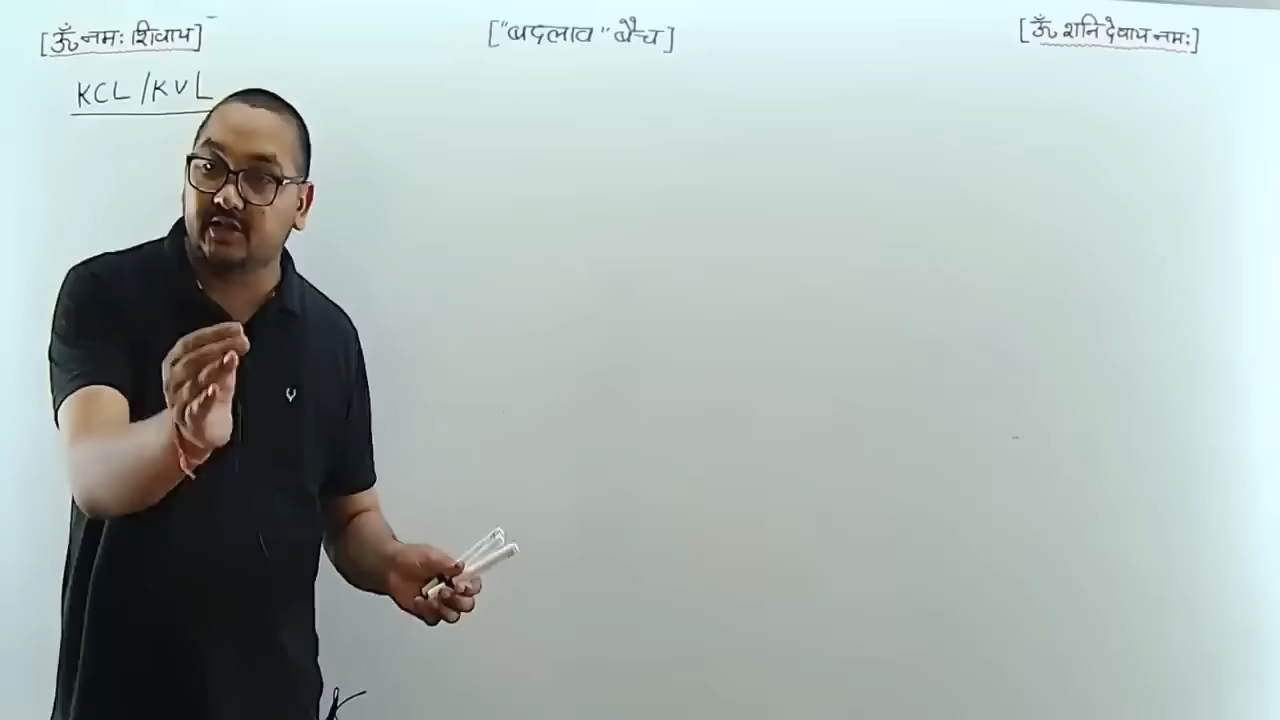 [ॐ नमः शिवाय]
["बदलाव" बैच]
[ॐ शनि देवाय नमः]
KCL/KVL